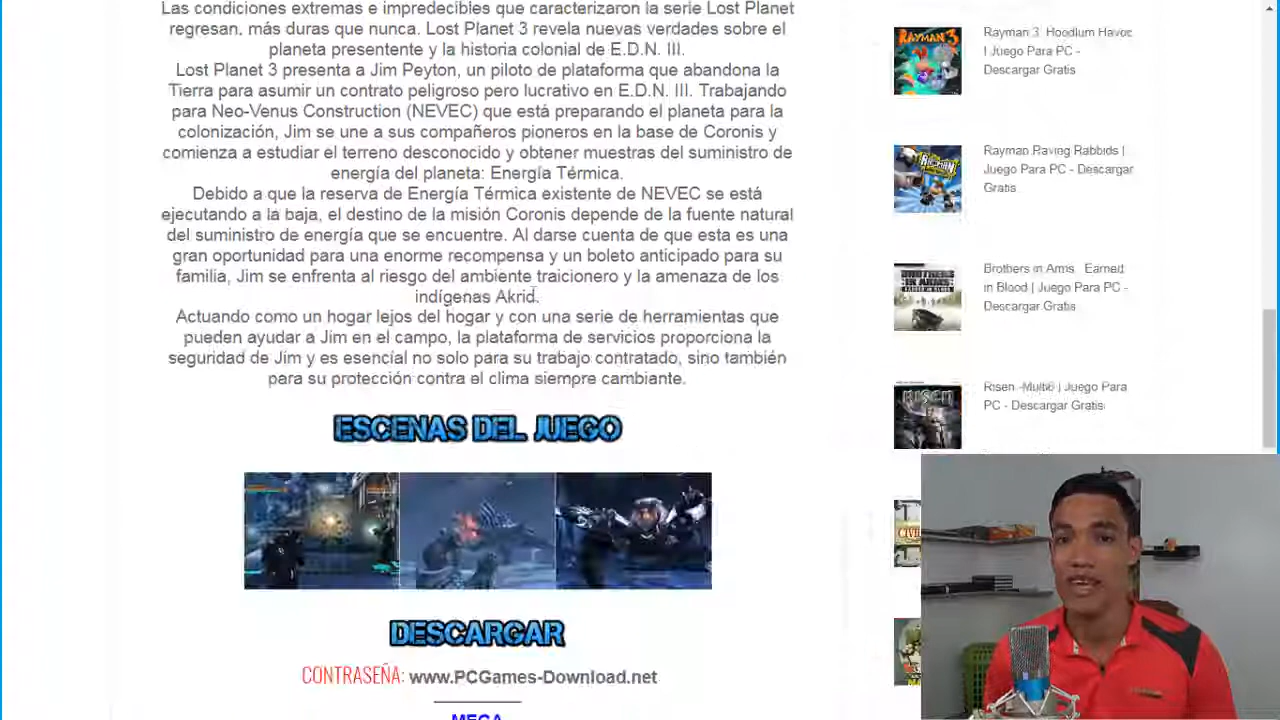 Las condiciones extremas e impredecibles que caracterizaron la serie Lost Planet
regresan, más duras que nunca. Lost Planet 3 revela nuevas verdades sobre el
planeta presentente y la historia colonial de E.D.N. III.
Lost Planet 3 presenta a Jim Peyton, un piloto de plataforma que abandona la
Tierra para asumir un contrato peligroso pero lucrativo en E.D.N. III. Trabajando
para Neo-Venus Construction (NEVEC) que está preparando el planeta para la
colonización, Jim se une a sus compañeros pioneros en la base de Coronis y
comienza a estudiar el terreno desconocido y obtener muestras del suministro de
energía del planeta: Energía Térmica.
Debido a que la reserva de Energía Térmica existente de NEVEC se está
ejecutando a la baja, el destino de la misión Coronis depende de la fuente natural
del suministro de energía que se encuentre. Al darse cuenta de que esta es una
gran oportunidad para una enorme recompensa y un boleto anticipado para su
familia, Jim se enfrenta al riesgo del ambiente traicionero y la amenaza de los
indígenas Akrid.
Actuando como un hogar lejos del hogar y con una serie de herramientas que
pueden ayudar a Jim en el campo, la plataforma de servicios proporciona la
seguridad de Jim y es esencial no solo para su trabajo contratado, sino también
para su protección contra el clima siempre cambiante.
ESCENAS DEL JUEGO
DESCARGAR
CONTRASEÑA: www.PCGames-Download.net
MEGA
RAYMAN 3
Rayman 3 Hoodlum Havoc
| Juego Para PC -
Descargar Gratis
Rayman Raving Rabbids |
Juego Para PC - Descargar
Gratis
Brothers in Arms Earned
in Blood | Juego Para PC -
Descargar Gratis
RISEN
Risen -Multi6 | Juego Para
PC - Descargar Gratis